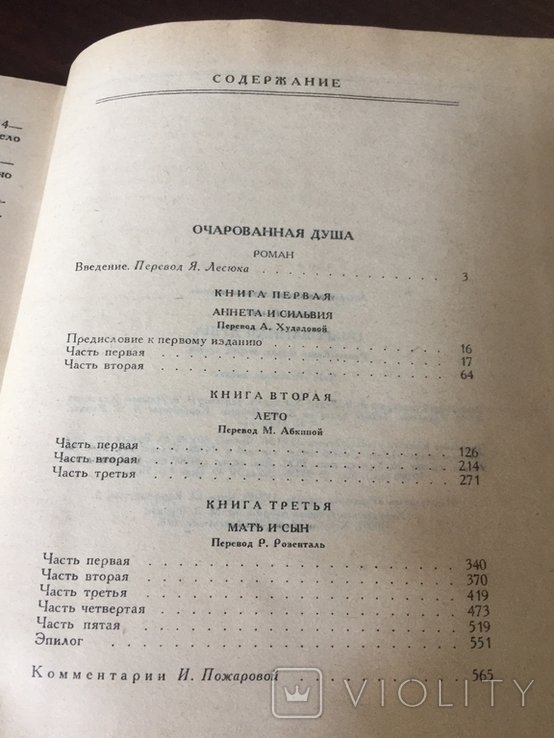 4—
ело
но
СОДЕРЖАНИЕ
ОЧАРОВАННАЯ ДУША
РОМАН
Введение. Перевод Я. Лесюка . . . . . . . . . . . . 3
КНИГА ПЕРВАЯ
АННЕТА И СИЛЬВИЯ
Перевод А. Худадовой
Предисловие к первому изданию . . . . . . . . . . 16
Часть первая . . . . . . . . . . . . . . . . 17
Часть вторая . . . . . . . . . . . . . . . . 64
КНИГА ВТОРАЯ
ЛЕТО
Перевод М. Абкиной
Часть первая . . . . . . . . . . . . . . . . 126
Часть вторая . . . . . . . . . . . . . . . . 214
Часть третья . . . . . . . . . . . . . . . . 271
КНИГА ТРЕТЬЯ
МАТЬ И СЫН
Перевод Р. Розенталь
Часть первая . . . . . . . . . . . . . . . . 340
Часть вторая . . . . . . . . . . . . . . . . 370
Часть третья . . . . . . . . . . . . . . . . 419
Часть четвертая . . . . . . . . . . . . . . . 473
Часть пятая . . . . . . . . . . . . . . . . 519
Эпилог . . . . . . . . . . . . . . . . . . 551
Комментарии И. Пожаровой . . . . . . . . . . . 565
VIOLITY